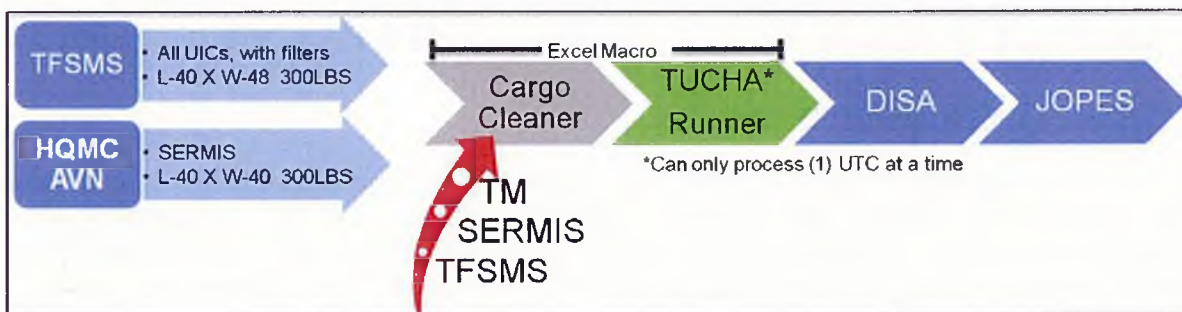 TFSMS
• All UICs, with filters
• L-40 X W-48 300LBS
HQMC
AVN
• SERMIS
• L-40 X W-40 300LBS
Excel Macro
Cargo
Cleaner
TUCHA*
Runner
DISA
JOPES
*Can only process (1) UTC at a time
TM
SERMIS
TFSMS